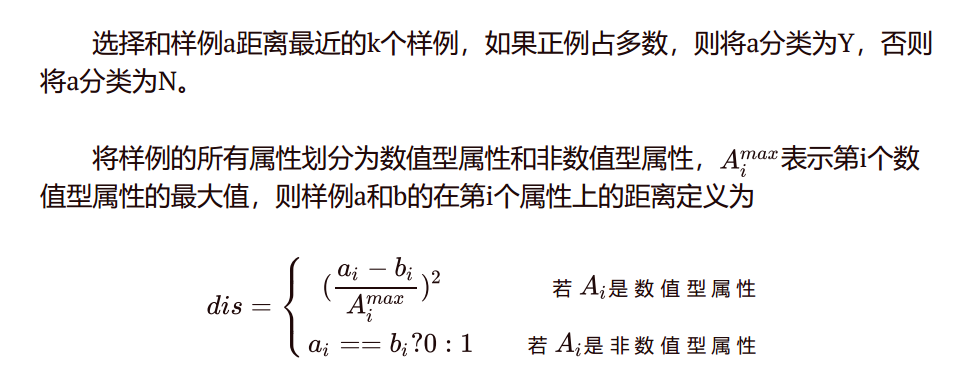 选择和样例a距离最近的k个样例，如果正例占多数，则将a分类为Y，否则
将a分类为N。
将样例的所有属性划分为数值型属性和非数值型属性，$A_i^{max}$表示第i个数
值型属性的最大值，则样例a和b的在第i个属性上的距离定义为
$dis = \begin{cases} (\frac{a_i - b_i}{A_i^{max}})^2 & 若 A_i 是数值型属性 \\ a_i == b_i ? 0 : 1 & 若 A_i 是非数值型属性 \end{cases}$